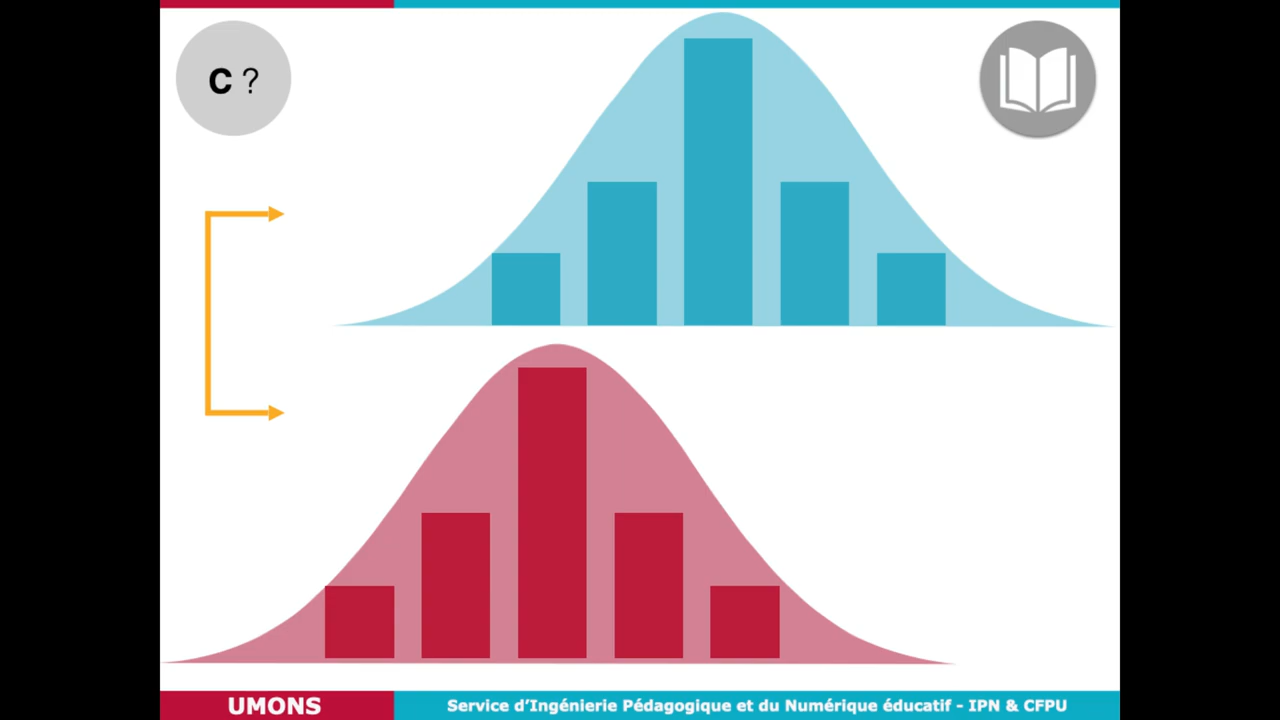 C ?
UMONS
Service d’Ingénierie Pédagogique et du Numérique éducatif - IPN & CFPU